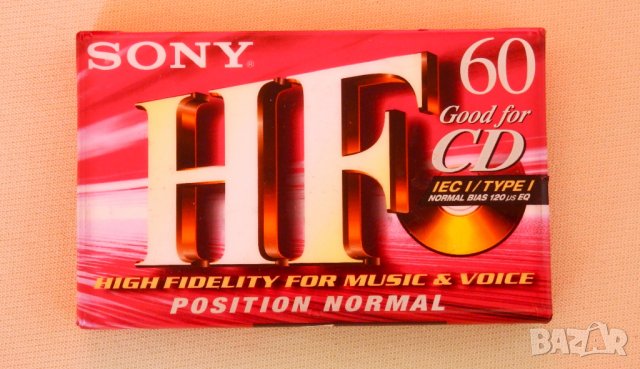 SONY®
HF
60
Good for
CD
IEC I/TYPE I
NORMAL BIAS 120 µs EQ
HIGH FIDELITY FOR MUSIC & VOICE
POSITION NORMAL
BAZAR